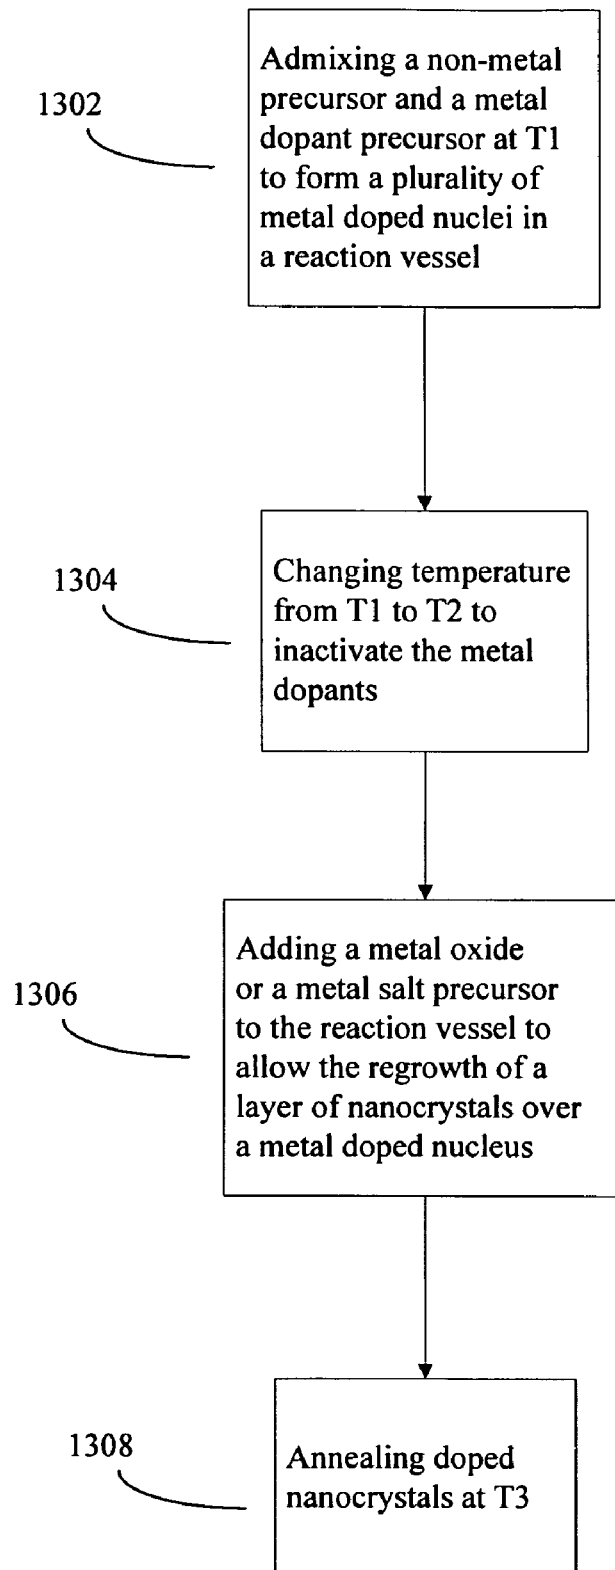 1302
Admixing a non-metal
precursor and a metal
dopant precursor at T1
to form a plurality of
metal doped nuclei in
a reaction vessel
1304
Changing temperature
from T1 to T2 to
inactivate the metal
dopants
1306
Adding a metal oxide
or a metal salt precursor
to the reaction vessel to
allow the regrowth of a
layer of nanocrystals over
a metal doped nucleus
1308
Annealing doped
nanocrystals at T3